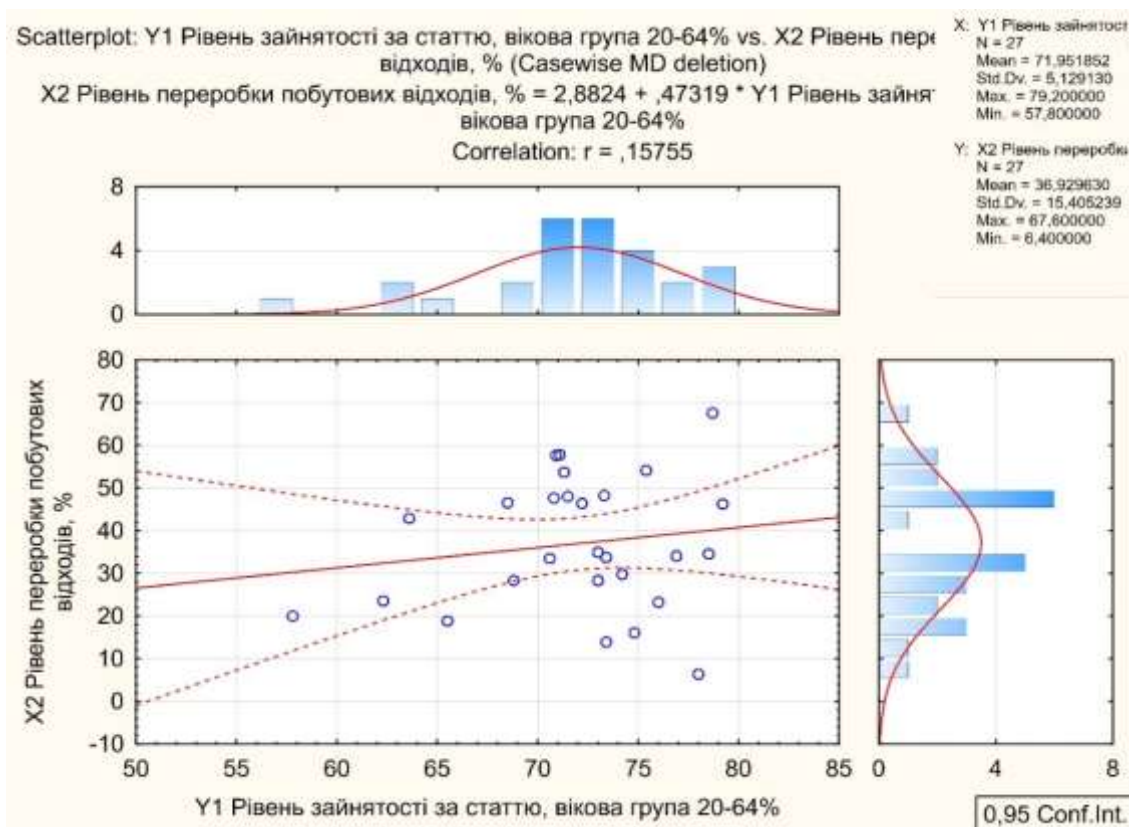 Scatterplot: Y1 Рівень зайнятості за статтю, вікова група 20-64% vs. X2 Рівень пере
відходів, % (Casewise MD deletion)
X2 Рівень переробки побутових відходів, % = 2,8824 + ,47319 * Y1 Рівень зайнят
вікова група 20-64%
Correlation: r = ,15755
X: Y1 Рівень зайнятост
N = 27
Mean = 71,951852
Std.Dv. = 5,129130
Max. = 79,200000
Min. = 57,800000
Y: X2 Рівень переробки
N = 27
Mean = 36,929630
Std.Dv. = 15,405239
Max. = 67,600000
Min. = 6,400000
8
4
0
80
70
60
50
40
30
20
10
0
-10
X2 Рівень переробки побутових
відходів, %
50 55 60 65 70 75 80 85
0 4 8
Y1 Рівень зайнятості за статтю, вікова група 20-64%
0,95 Conf.Int.